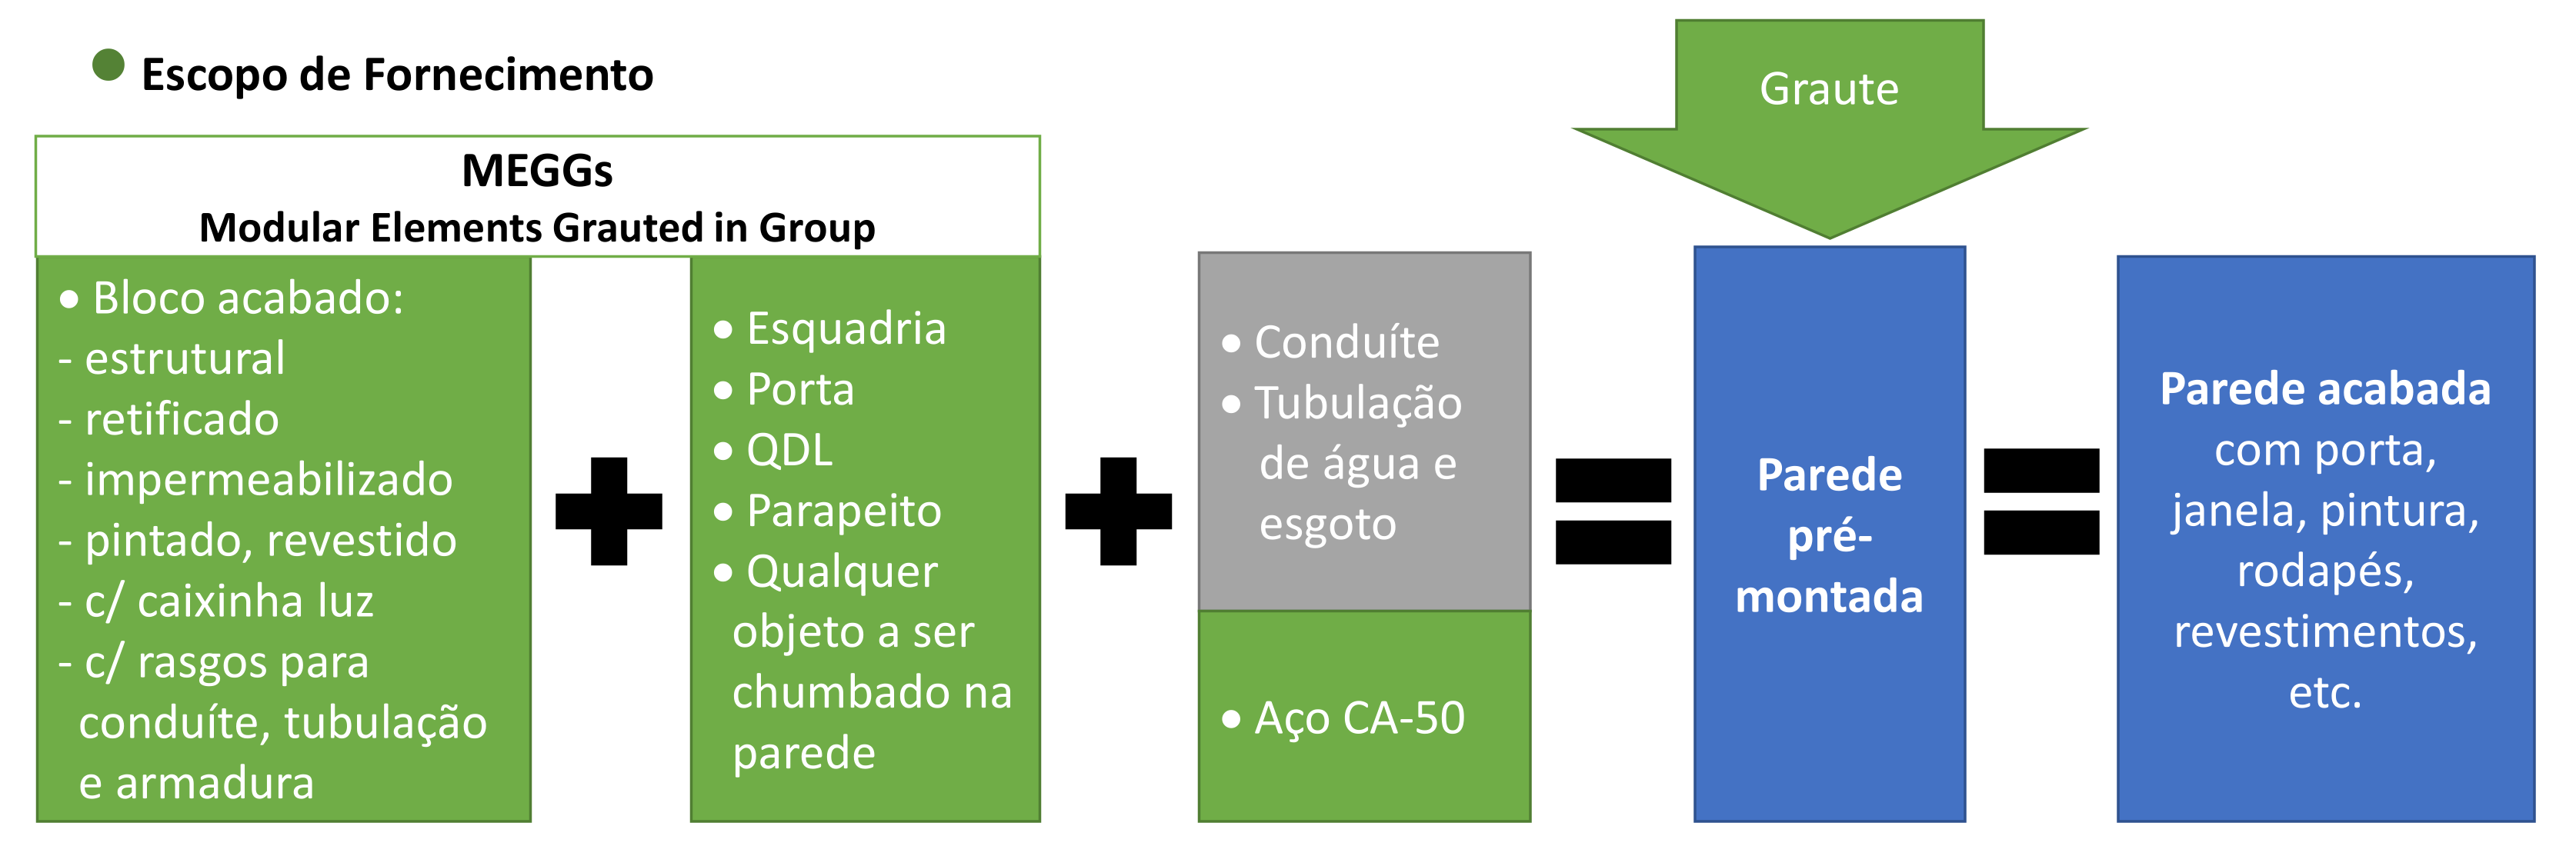 Escopo de Fornecimento
MEGGs
Modular Elements Grauted in Group
• Bloco acabado:
- estrutural
- retificado
- impermeabilizado
- pintado, revestido
- c/ caixinha luz
- c/ rasgos para
conduíte, tubulação
e armadura
• Esquadria
• Porta
• QDL
• Parapeito
• Qualquer
objeto a ser
chumbado na
parede
• Conduíte
• Tubulação
de água e
esgoto
• Aço CA-50
Graute
Parede
pré-
montada
Parede acabada
com porta,
janela, pintura,
rodapés,
revestimentos,
etc.